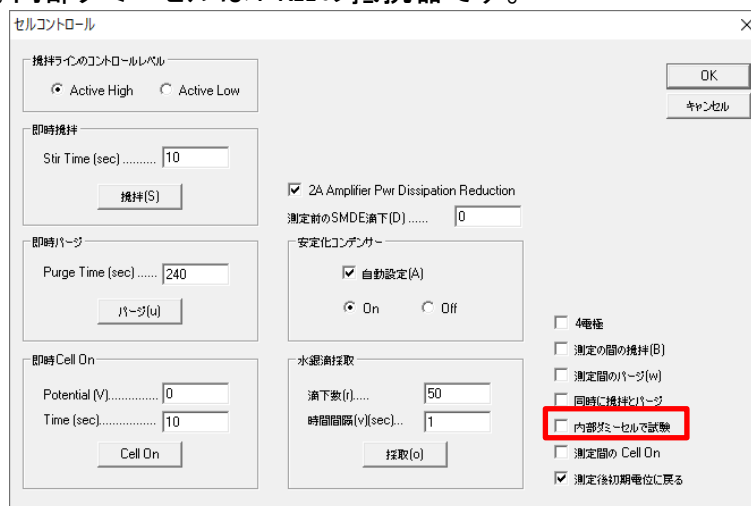 セルコントロール
攪拌ラインのコントロールレベル
Active High Active Low
OK
キャンセル
即時攪拌
Stir Time (sec) .......... 10
攪拌(S)
2A Amplifier Pwr Dissipation Reduction
測定前のSMDE滴下(D) ...... 0
即時パージ
Purge Time (sec) ...... 240
パージ(u)
安定化コンデンサー
自動設定(A)
On Off
4電極
測定の間の攪拌(B)
測定間のパージ(w)
同時に攪拌とパージ
内部ダミーセルで試験
測定間の Cell On
測定後初期電位に戻る
即時Cell On
Potential (V)............... 0
Time (sec)................. 10
Cell On
水銀滴採取
滴下数(r)..... 50
時間間隔(v)(sec)... 1
採取(o)